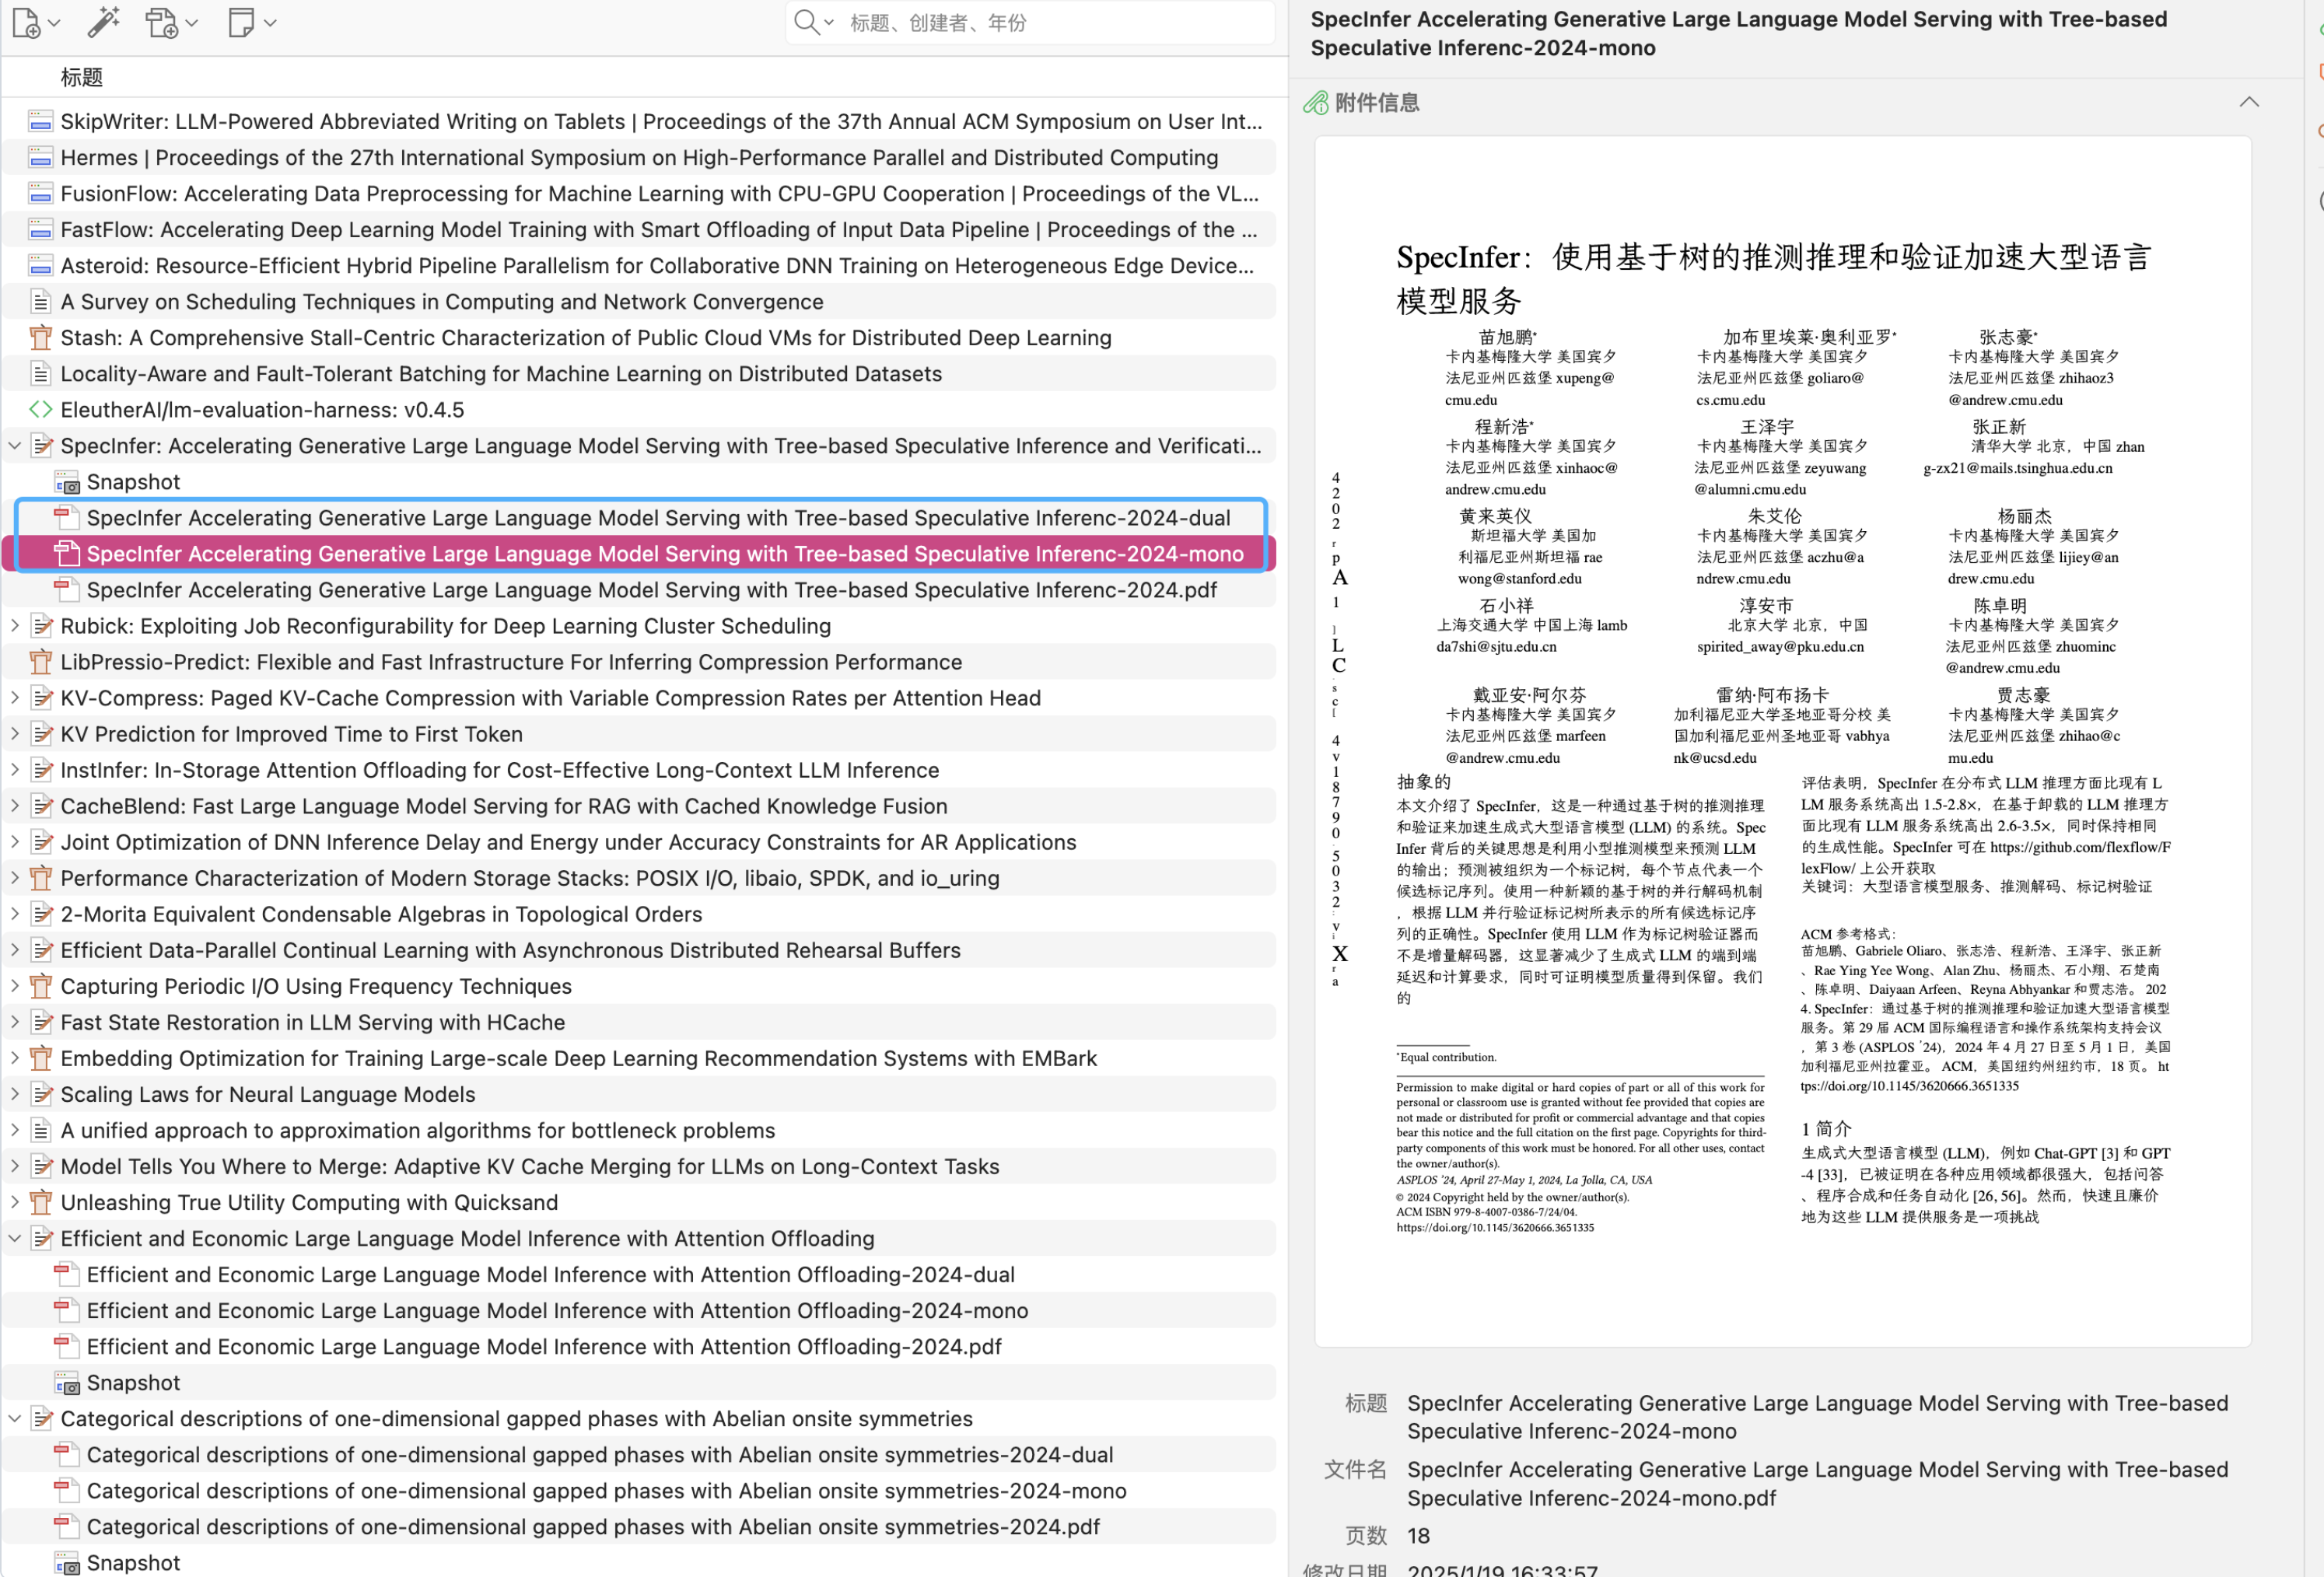 标题、创建者、年份
标题
SkipWriter: LLM-Powered Abbreviated Writing on Tablets | Proceedings of the 37th Annual ACM Symposium on User Int...
Hermes | Proceedings of the 27th International Symposium on High-Performance Parallel and Distributed Computing
FusionFlow: Accelerating Data Preprocessing for Machine Learning with CPU-GPU Cooperation | Proceedings of the VL...
FastFlow: Accelerating Deep Learning Model Training with Smart Offloading of Input Data Pipeline | Proceedings of the ...
Asteroid: Resource-Efficient Hybrid Pipeline Parallelism for Collaborative DNN Training on Heterogeneous Edge Device...
A Survey on Scheduling Techniques in Computing and Network Convergence
Stash: A Comprehensive Stall-Centric Characterization of Public Cloud VMs for Distributed Deep Learning
Locality-Aware and Fault-Tolerant Batching for Machine Learning on Distributed Datasets
EleutherAI/lm-evaluation-harness: v0.4.5
SpecInfer: Accelerating Generative Large Language Model Serving with Tree-based Speculative Inference and Verificati...
Snapshot
SpecInfer Accelerating Generative Large Language Model Serving with Tree-based Speculative Inferenc-2024-dual
SpecInfer Accelerating Generative Large Language Model Serving with Tree-based Speculative Inferenc-2024-mono
SpecInfer Accelerating Generative Large Language Model Serving with Tree-based Speculative Inferenc-2024.pdf
Rubick: Exploiting Job Reconfigurability for Deep Learning Cluster Scheduling
LibPressio-Predict: Flexible and Fast Infrastructure For Inferring Compression Performance
KV-Compress: Paged KV-Cache Compression with Variable Compression Rates per Attention Head
KV Prediction for Improved Time to First Token
InstInfer: In-Storage Attention Offloading for Cost-Effective Long-Context LLM Inference
CacheBlend: Fast Large Language Model Serving for RAG with Cached Knowledge Fusion
Joint Optimization of DNN Inference Delay and Energy under Accuracy Constraints for AR Applications
Performance Characterization of Modern Storage Stacks: POSIX I/O, libaio, SPDK, and io_uring
2-Morita Equivalent Condensable Algebras in Topological Orders
Efficient Data-Parallel Continual Learning with Asynchronous Distributed Rehearsal Buffers
Capturing Periodic I/O Using Frequency Techniques
Fast State Restoration in LLM Serving with HCache
Embedding Optimization for Training Large-scale Deep Learning Recommendation Systems with EMBark
Scaling Laws for Neural Language Models
A unified approach to approximation algorithms for bottleneck problems
Model Tells You Where to Merge: Adaptive KV Cache Merging for LLMs on Long-Context Tasks
Unleashing True Utility Computing with Quicksand
Efficient and Economic Large Language Model Inference with Attention Offloading
Efficient and Economic Large Language Model Inference with Attention Offloading-2024-dual
Efficient and Economic Large Language Model Inference with Attention Offloading-2024-mono
Efficient and Economic Large Language Model Inference with Attention Offloading-2024.pdf
Snapshot
Categorical descriptions of one-dimensional gapped phases with Abelian onsite symmetries
Categorical descriptions of one-dimensional gapped phases with Abelian onsite symmetries-2024-dual
Categorical descriptions of one-dimensional gapped phases with Abelian onsite symmetries-2024-mono
Categorical descriptions of one-dimensional gapped phases with Abelian onsite symmetries-2024.pdf
Snapshot
SpecInfer Accelerating Generative Large Language Model Serving with Tree-based
Speculative Inferenc-2024-mono
附件信息
SpecInfer：使用基于树的推测推理和验证加速大型语言
模型服务
苗旭鹏*
卡内基梅隆大学 美国宾夕
法尼亚州匹兹堡 xupeng@
cmu.edu
加布里埃莱·奥利亚罗*
卡内基梅隆大学 美国宾夕
法尼亚州匹兹堡 goliaro@
cs.cmu.edu
张志豪*
卡内基梅隆大学 美国宾夕
法尼亚州匹兹堡 zhihaoz3
@andrew.cmu.edu
程新浩*
卡内基梅隆大学 美国宾夕
法尼亚州匹兹堡 xinhaoc@
andrew.cmu.edu
王泽宇
卡内基梅隆大学 美国宾夕
法尼亚州匹兹堡 zeyuwang
@alumni.cmu.edu
张正新
清华大学 北京，中国 zhan
g-zx21@mails.tsinghua.edu.cn
黄来英仪
斯坦福大学 美国加
利福尼亚州斯坦福 rae
wong@stanford.edu
朱艾伦
卡内基梅隆大学 美国宾夕
法尼亚州匹兹堡 aczhu@a
ndrew.cmu.edu
杨丽杰
卡内基梅隆大学 美国宾夕
法尼亚州匹兹堡 lijiey@an
drew.cmu.edu
石小祥
上海交通大学 中国上海 lamb
da7shi@sjtu.edu.cn
淳安市
北京大学 北京，中国
spirited_away@pku.edu.cn
陈卓明
卡内基梅隆大学 美国宾夕
法尼亚州匹兹堡 zhuominc
@andrew.cmu.edu
戴亚安·阿尔芬
卡内基梅隆大学 美国宾夕
法尼亚州匹兹堡 marfeen
@andrew.cmu.edu
雷纳·阿布扬卡
加利福尼亚大学圣地亚哥分校 美
国加利福尼亚州圣地亚哥 vabhya
nk@ucsd.edu
贾志豪
卡内基梅隆大学 美国宾夕
法尼亚州匹兹堡 zhihao@c
mu.edu
4
2
0
2
r
p
A
1
]
L
C
.
s
c
[
4
v
1
8
7
9
0
.
5
0
3
2
:
v
i
X
r
a
抽象的
本文介绍了 SpecInfer，这是一种通过基于树的推测推理
和验证来加速生成式大型语言模型 (LLM) 的系统。Spec
Infer 背后的关键思想是利用小型推测模型来预测 LLM
的输出；预测被组织为一个标记树，每个节点代表一个
候选标记序列。使用一种新颖的基于树的并行解码机制
，根据 LLM 并行验证标记树所表示的所有候选标记序
列的正确性。SpecInfer 使用 LLM 作为标记树验证器而
不是增量解码器，这显著减少了生成式 LLM 的端到端
延迟和计算要求，同时可证明模型质量得到保留。我们
的
*Equal contribution.
Permission to make digital or hard copies of part or all of this work for
personal or classroom use is granted without fee provided that copies are
not made or distributed for profit or commercial advantage and that copies
bear this notice and the full citation on the first page. Copyrights for third-
party components of this work must be honored. For all other uses, contact
the owner/author(s).
ASPLOS '24, April 27-May 1, 2024, La Jolla, CA, USA
© 2024 Copyright held by the owner/author(s).
ACM ISBN 979-8-4007-0386-7/24/04.
https://doi.org/10.1145/3620666.3651335
评估表明，SpecInfer 在分布式 LLM 推理方面比现有 L
LM 服务系统高出 1.5-2.8×，在基于卸载的 LLM 推理方
面比现有 LLM 服务系统高出 2.6-3.5×，同时保持相同
的生成性能。SpecInfer 可在 https://github.com/flexflow/F
lexFlow/ 上公开获取
关键词：大型语言模型服务、推测解码、标记树验证
ACM 参考格式：
苗旭鹏、Gabriele Oliaro、张志浩、程新浩、王泽宇、张正新
、Rae Ying Yee Wong、Alan Zhu、杨丽杰、石小翔、石楚南
、陈卓明、Daiyaan Arfeen、Reyna Abhyankar 和贾志浩。 202
4. SpecInfer：通过基于树的推测推理和验证加速大型语言模型
服务。第 29 届 ACM 国际编程语言和操作系统架构支持会议
，第 3 卷 (ASPLOS '24)，2024 年 4 月 27 日至 5 月 1 日，美国
加利福尼亚州拉霍亚。 ACM，美国纽约州纽约市，18 页。 ht
tps://doi.org/10.1145/3620666.3651335
1 简介
生成式大型语言模型 (LLM)，例如 Chat-GPT [3] 和 GPT
-4 [33]，已被证明在各种应用领域都很强大，包括问答
、程序合成和任务自动化 [26, 56]。然而，快速且廉价
地为这些 LLM 提供服务是一项挑战
标题
SpecInfer Accelerating Generative Large Language Model Serving with Tree-based
Speculative Inferenc-2024-mono
文件名
SpecInfer Accelerating Generative Large Language Model Serving with Tree-based
Speculative Inferenc-2024-mono.pdf
页数
18
修改日期
2025/1/19 16:33:57